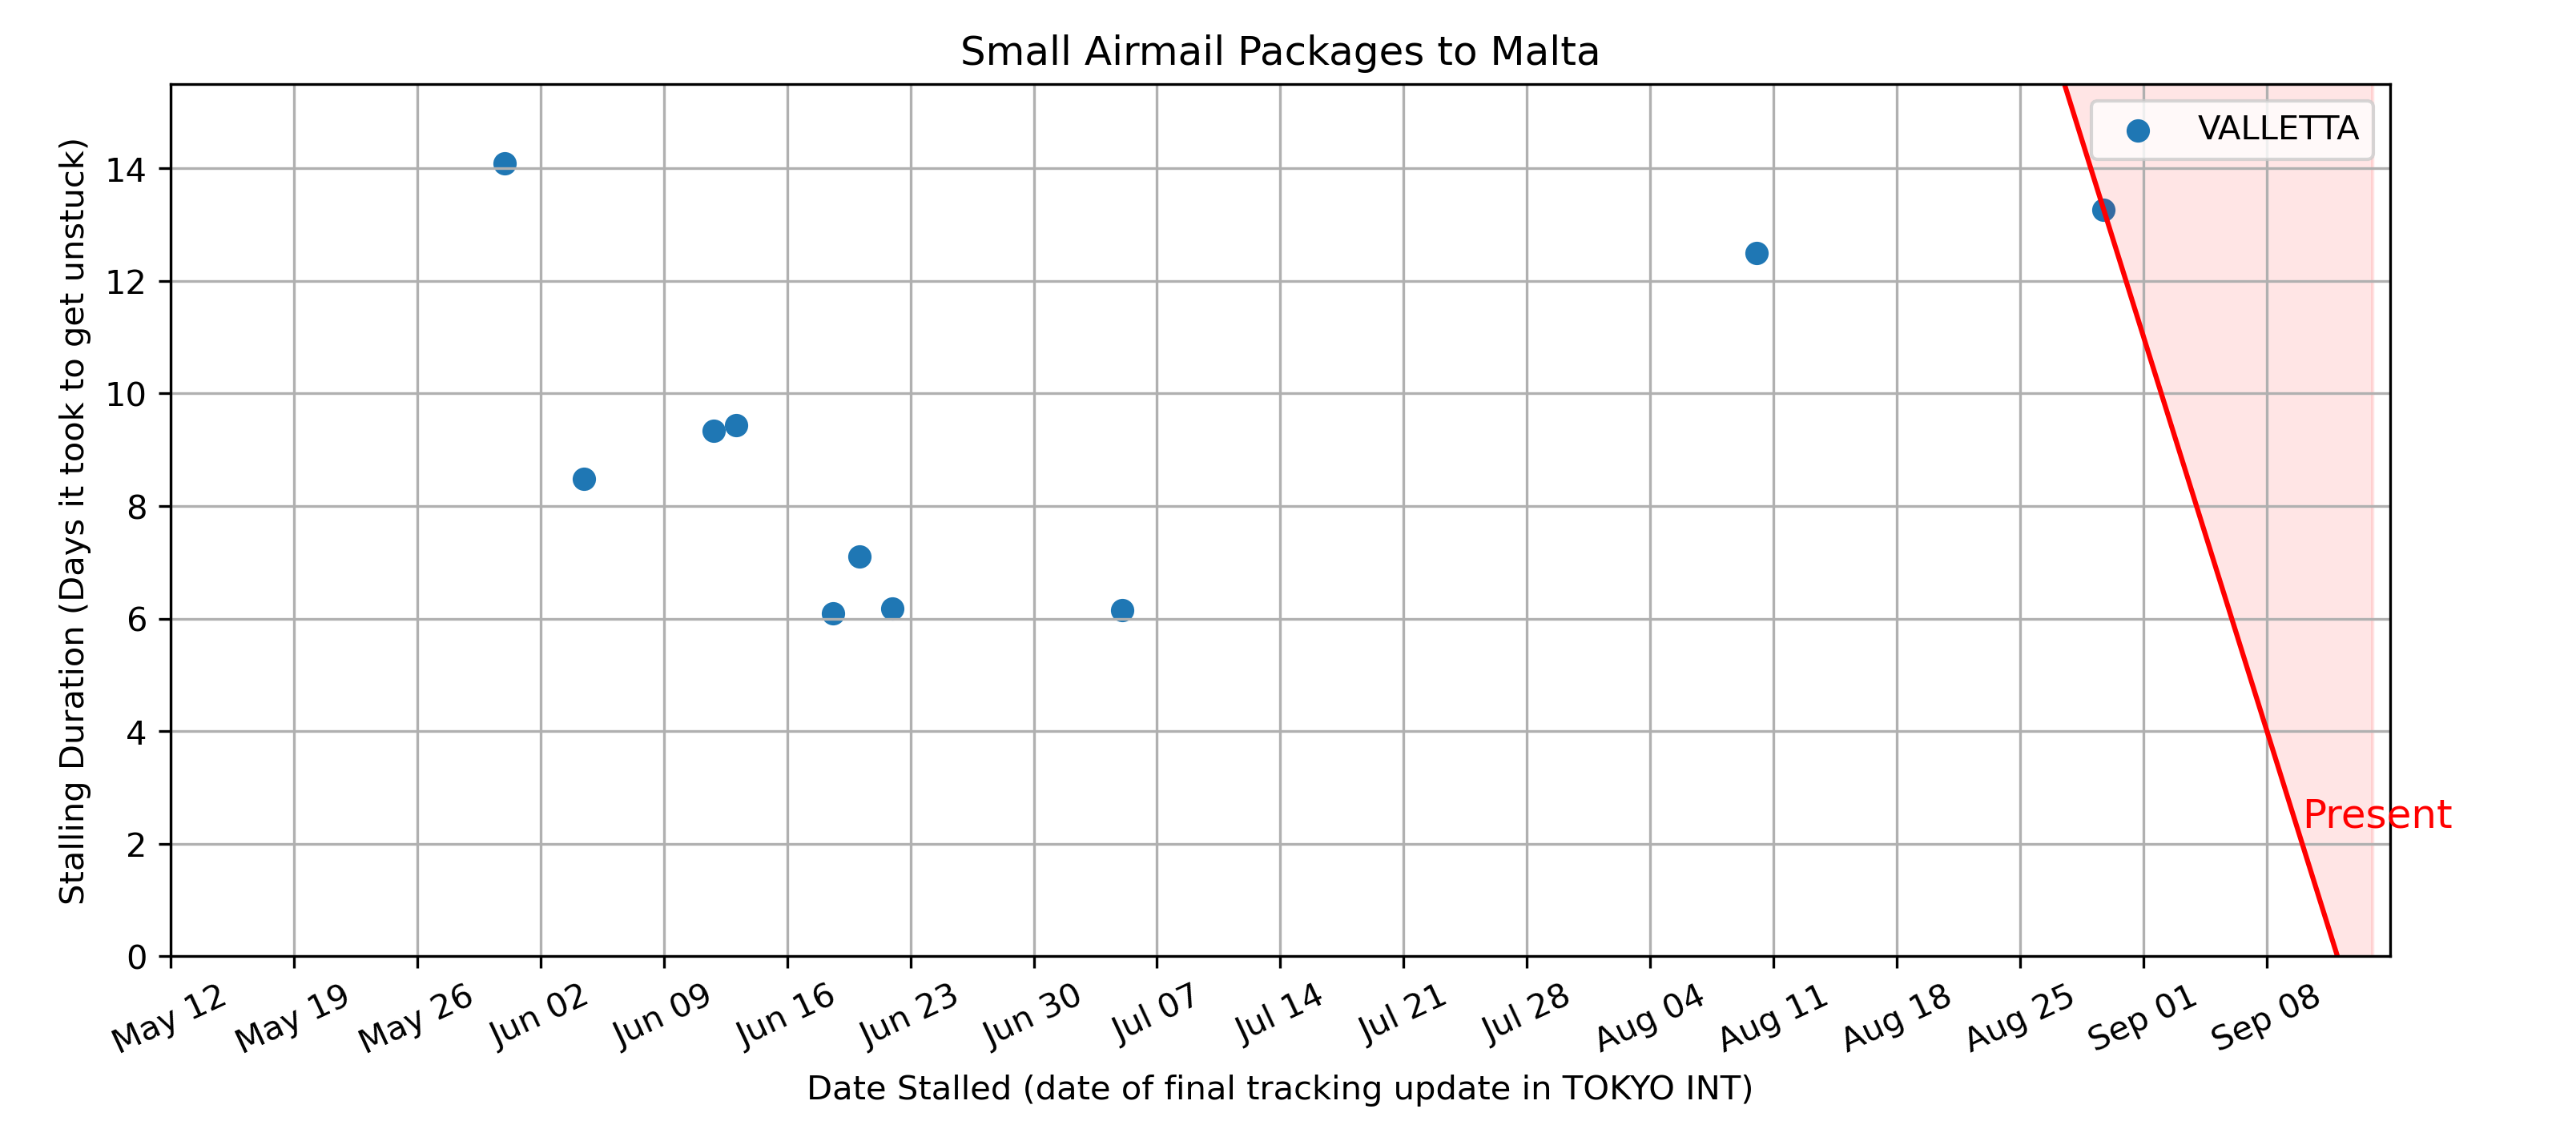 Small Airmail Packages to Malta
VALLETTA
Stalling Duration (Days it took to get unstuck)
14
12
10
8
6
4
2
0
Present
May 12
May 19
May 26
Jun 02
Jun 09
Jun 16
Jun 23
Jun 30
Jul 07
Jul 14
Jul 21
Jul 28
Aug 04
Aug 11
Aug 18
Aug 25
Sep 01
Sep 08
Date Stalled (date of final tracking update in TOKYO INT)